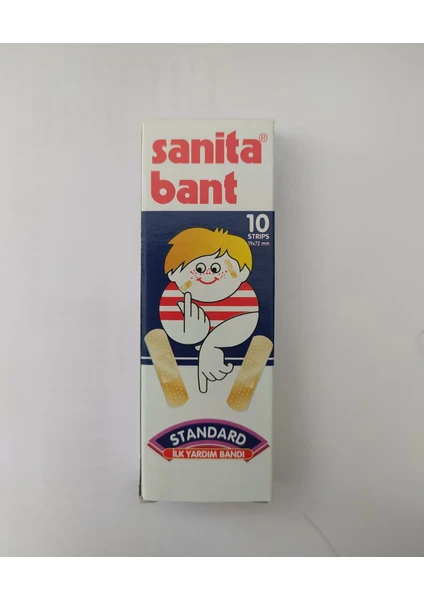 sanita
bant
10
STRIPS
19x72 mm
STANDARD
İLK YARDIM BANDI